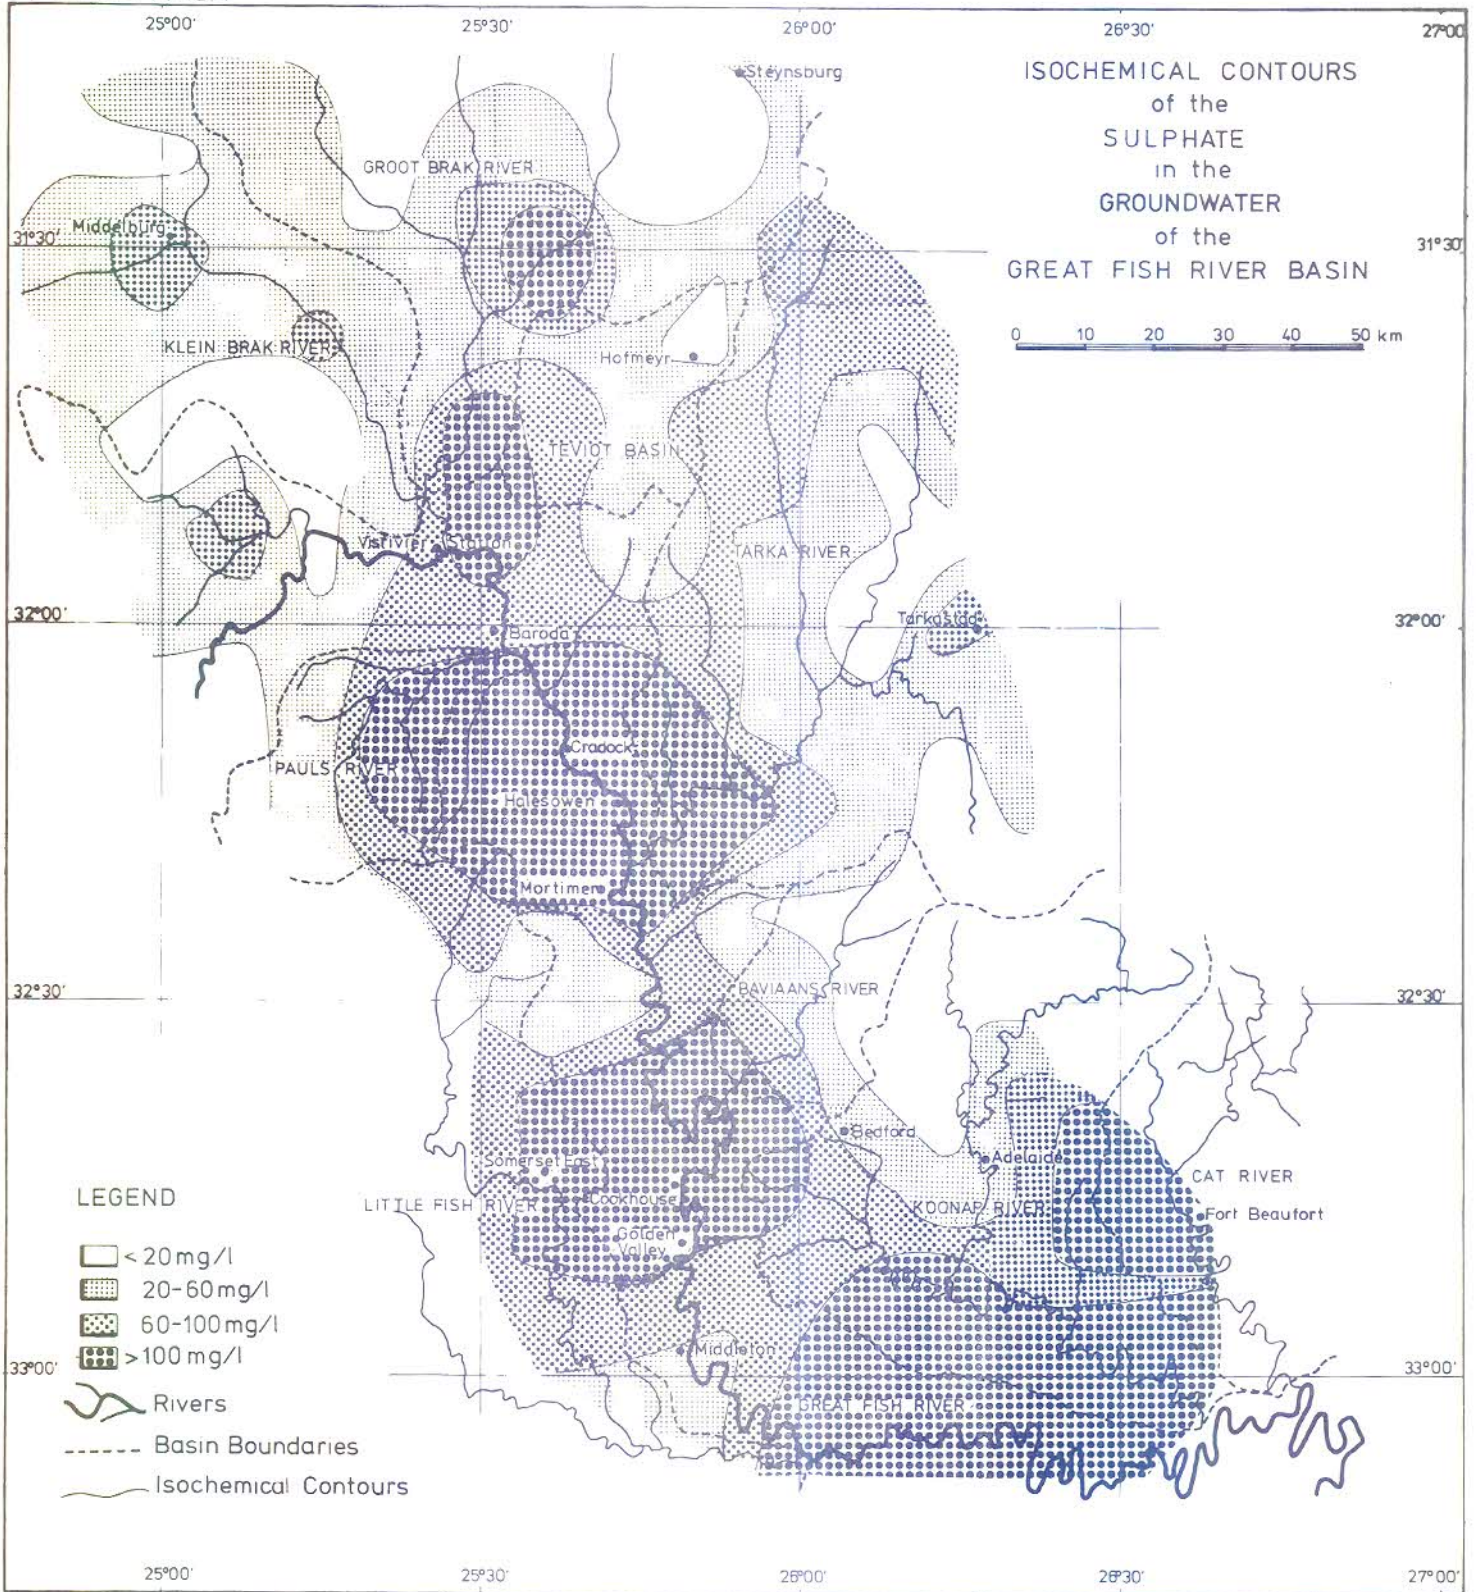 25°00'
25°30'
26°00'
26°30'
27°00'
ISOCHEMICAL CONTOURS
of the
SULPHATE
in the
GROUNDWATER
of the
GREAT FISH RIVER BASIN
0 10 20 30 40 50 km
Steynsburg
GROOT BRAK RIVER
Middelburg
31°30'
31°30'
KLEIN BRAK RIVER
Hofmeyr
TEVIOT BASIN
Visrivier Station
TARKA RIVER
32°00'
Baroda
Tarkastad
32°00'
Cradock
PAULS RIVER
Halesowen
Mortimer
32°30'
BAVIAANS RIVER
32°30'
Bedford
Somerset East
Adelaide
CAT RIVER
LITTLE FISH RIVER
Cookhouse
KOONAP RIVER
Fort Beaufort
Golden
Valley
Middleton
33°00'
33°00'
GREAT FISH RIVER
LEGEND
< 20 mg/l
20-60 mg/l
60-100 mg/l
> 100 mg/l
Rivers
Basin Boundaries
Isochemical Contours
25°00'
25°30'
26°00'
26°30'
27°00'